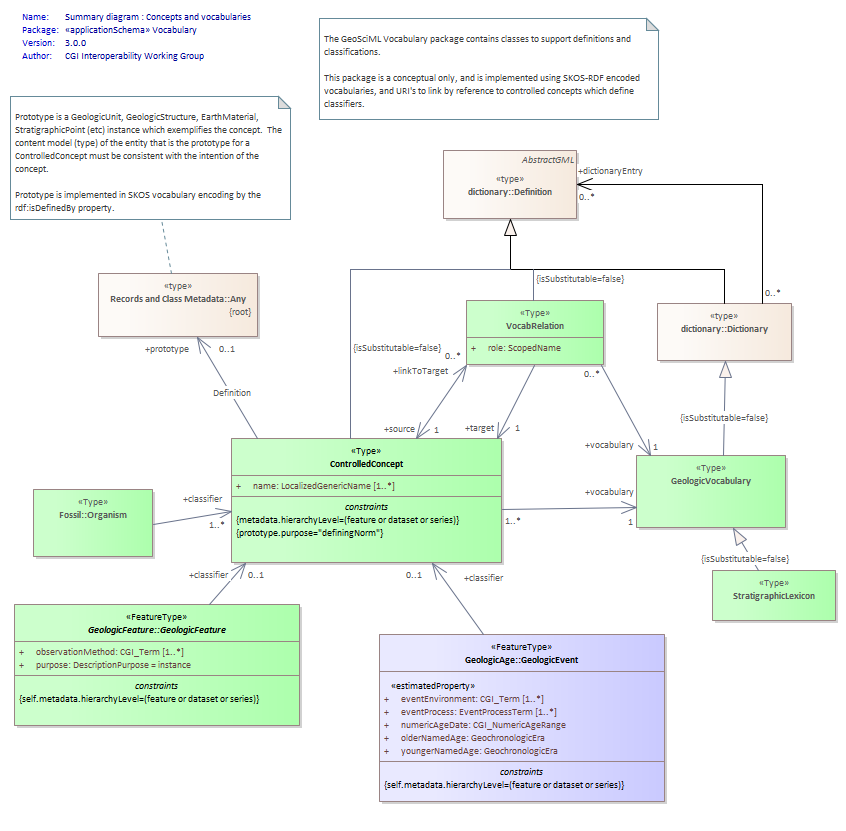 Name: Summary diagram : Concepts and vocabularies
Package: «applicationSchema» Vocabulary
Version: 3.0.0
Author: CGI Interoperability Working Group
The GeoSciML Vocabulary package contains classes to support definitions and
classifications.
This package is a conceptual only, and is implemented using SKOS-RDF encoded
vocabularies, and URI's to link by reference to controlled concepts which define
classifiers.
Prototype is a GeologicUnit, GeologicStructure, EarthMaterial,
StratigraphicPoint (etc) instance which exemplifies the concept. The
content model (type) of the entity that is the prototype for a
ControlledConcept must be consistent with the intention of the
concept.
Prototype is implemented in SKOS vocabulary encoding by the
rdf:isDefinedBy property.
AbstractGML
«type»
dictionary::Definition
+dictionaryEntry
0..*
«type»
Records and Class Metadata::Any
{root}
{isSubstitutable=false}
0..*
«Type»
VocabRelation
+ role: ScopedName
«type»
dictionary::Dictionary
+prototype 0..1
{isSubstitutable=false}
0..*
+linkToTarget
0..*
Definition
{isSubstitutable=false}
+source 1
+target 1
+vocabulary 1
«Type»
ControlledConcept
+ name: LocalizedGenericName [1..*]
constraints
{metadata.hierarchyLevel=(feature or dataset or series)}
{prototype.purpose="definingNorm"}
«Type»
GeologicVocabulary
+vocabulary
1..*
1
«Type»
Fossil::Organism
+classifier
1..*
{isSubstitutable=false}
«Type»
StratigraphicLexicon
+classifier 0..1
0..1 +classifier
«FeatureType»
GeologicFeature::GeologicFeature
+ observationMethod: CGI_Term [1..*]
+ purpose: DescriptionPurpose = instance
constraints
{self.metadata.hierarchyLevel=(feature or dataset or series)}
«FeatureType»
GeologicAge::GeologicEvent
«estimatedProperty»
+ eventEnvironment: CGI_Term [1..*]
+ eventProcess: EventProcessTerm [1..*]
+ numericAgeDate: CGI_NumericAgeRange
+ olderNamedAge: GeochronologicEra
+ youngerNamedAge: GeochronologicEra
constraints
{self.metadata.hierarchyLevel=(feature or dataset or series)}